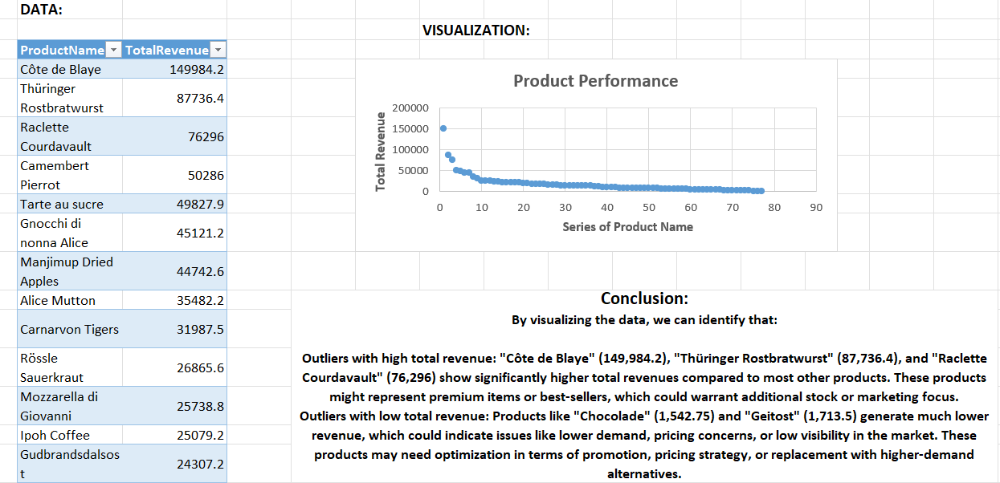 DATA:
VISUALIZATION:
ProductName TotalRevenue
Côte de Blaye 149984.2
Thüringer
Rostbratwurst 87736.4
Raclette
Courdavault 76296
Camembert
Pierrot 50286
Tarte au sucre 49827.9
Gnocchi di
nonna Alice 45121.2
Manjimup Dried
Apples 44742.6
Alice Mutton 35482.2
Carnarvon Tigers 31987.5
Rössle
Sauerkraut 26865.6
Mozzarella di
Giovanni 25738.8
Ipoh Coffee 25079.2
Gudbrandsdalsos
t 24307.2
Product Performance
Total Revenue
200000
150000
100000
50000
0
0 10 20 30 40 50 60 70 80 90
Series of Product Name
Conclusion:
By visualizing the data, we can identify that:
Outliers with high total revenue: "Côte de Blaye" (149,984.2), "Thüringer Rostbratwurst" (87,736.4), and "Raclette
Courdavault" (76,296) show significantly higher total revenues compared to most other products. These products
might represent premium items or best-sellers, which could warrant additional stock or marketing focus.
Outliers with low total revenue: Products like "Chocolade" (1,542.75) and "Geitost" (1,713.5) generate much lower
revenue, which could indicate issues like lower demand, pricing concerns, or low visibility in the market. These
products may need optimization in terms of promotion, pricing strategy, or replacement with higher-demand
alternatives.